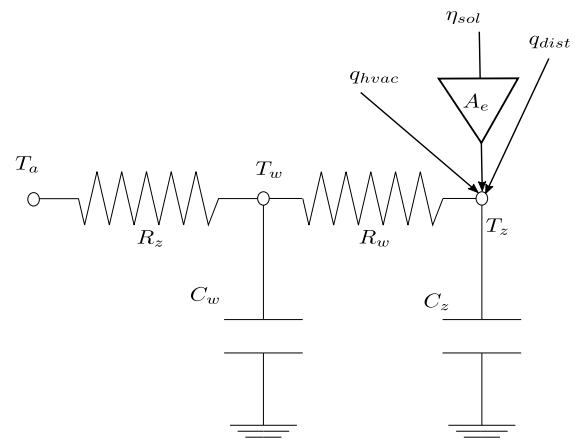 η_sol
q_dist
q_hvac
A_e
T_a
T_w
T_z
R_z
R_w
C_w
C_z